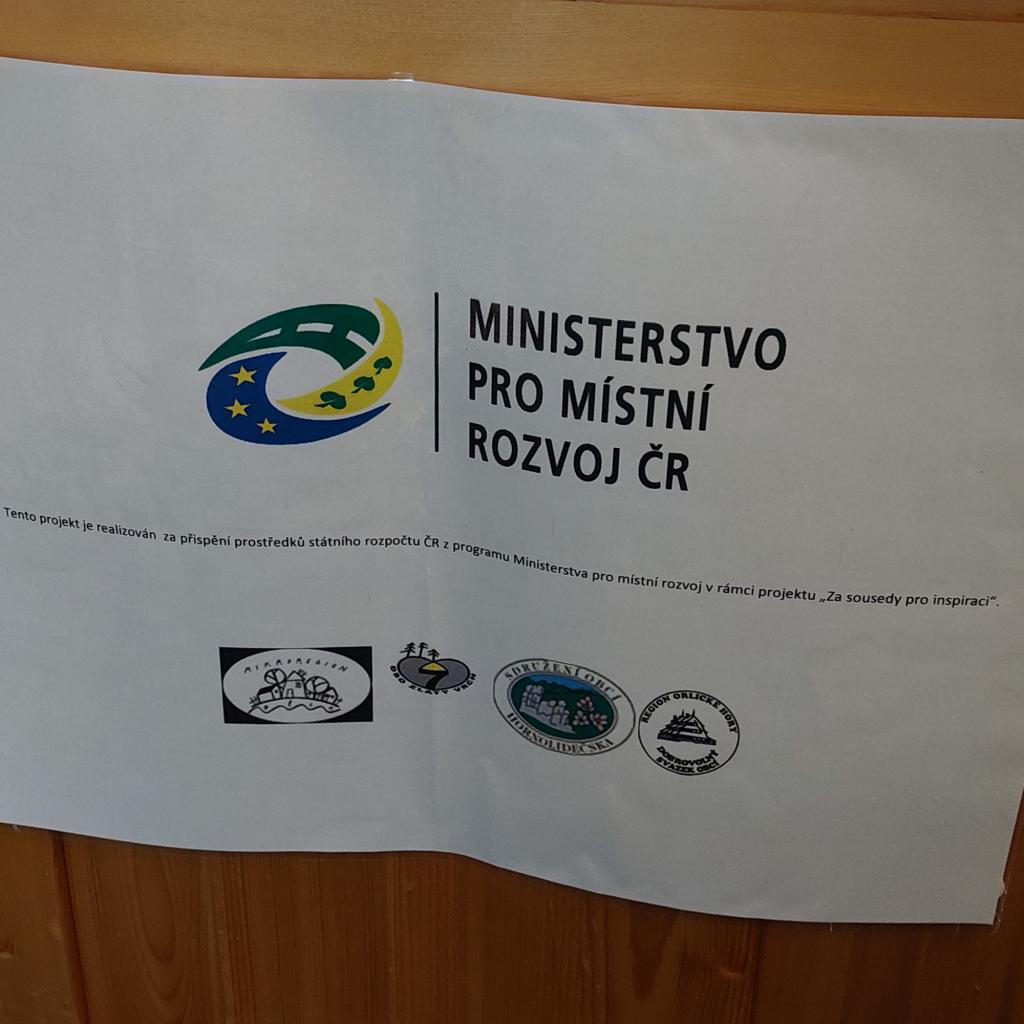 MINISTERSTVO
PRO MÍSTNÍ
ROZVOJ ČR
Tento projekt je realizován za přispění prostředků státního rozpočtu ČR z programu Ministerstva pro místní rozvoj v rámci projektu „Za sousedy pro inspiraci“.
MIKROREGION
DSO ZLATÝ VRCH
SDRUŽENÍ OBCÍ
HORNOLIDEČSKA
REGION ORLICKÉ HORY
DOBROVOLNÝ
SVAZEK OBCÍ